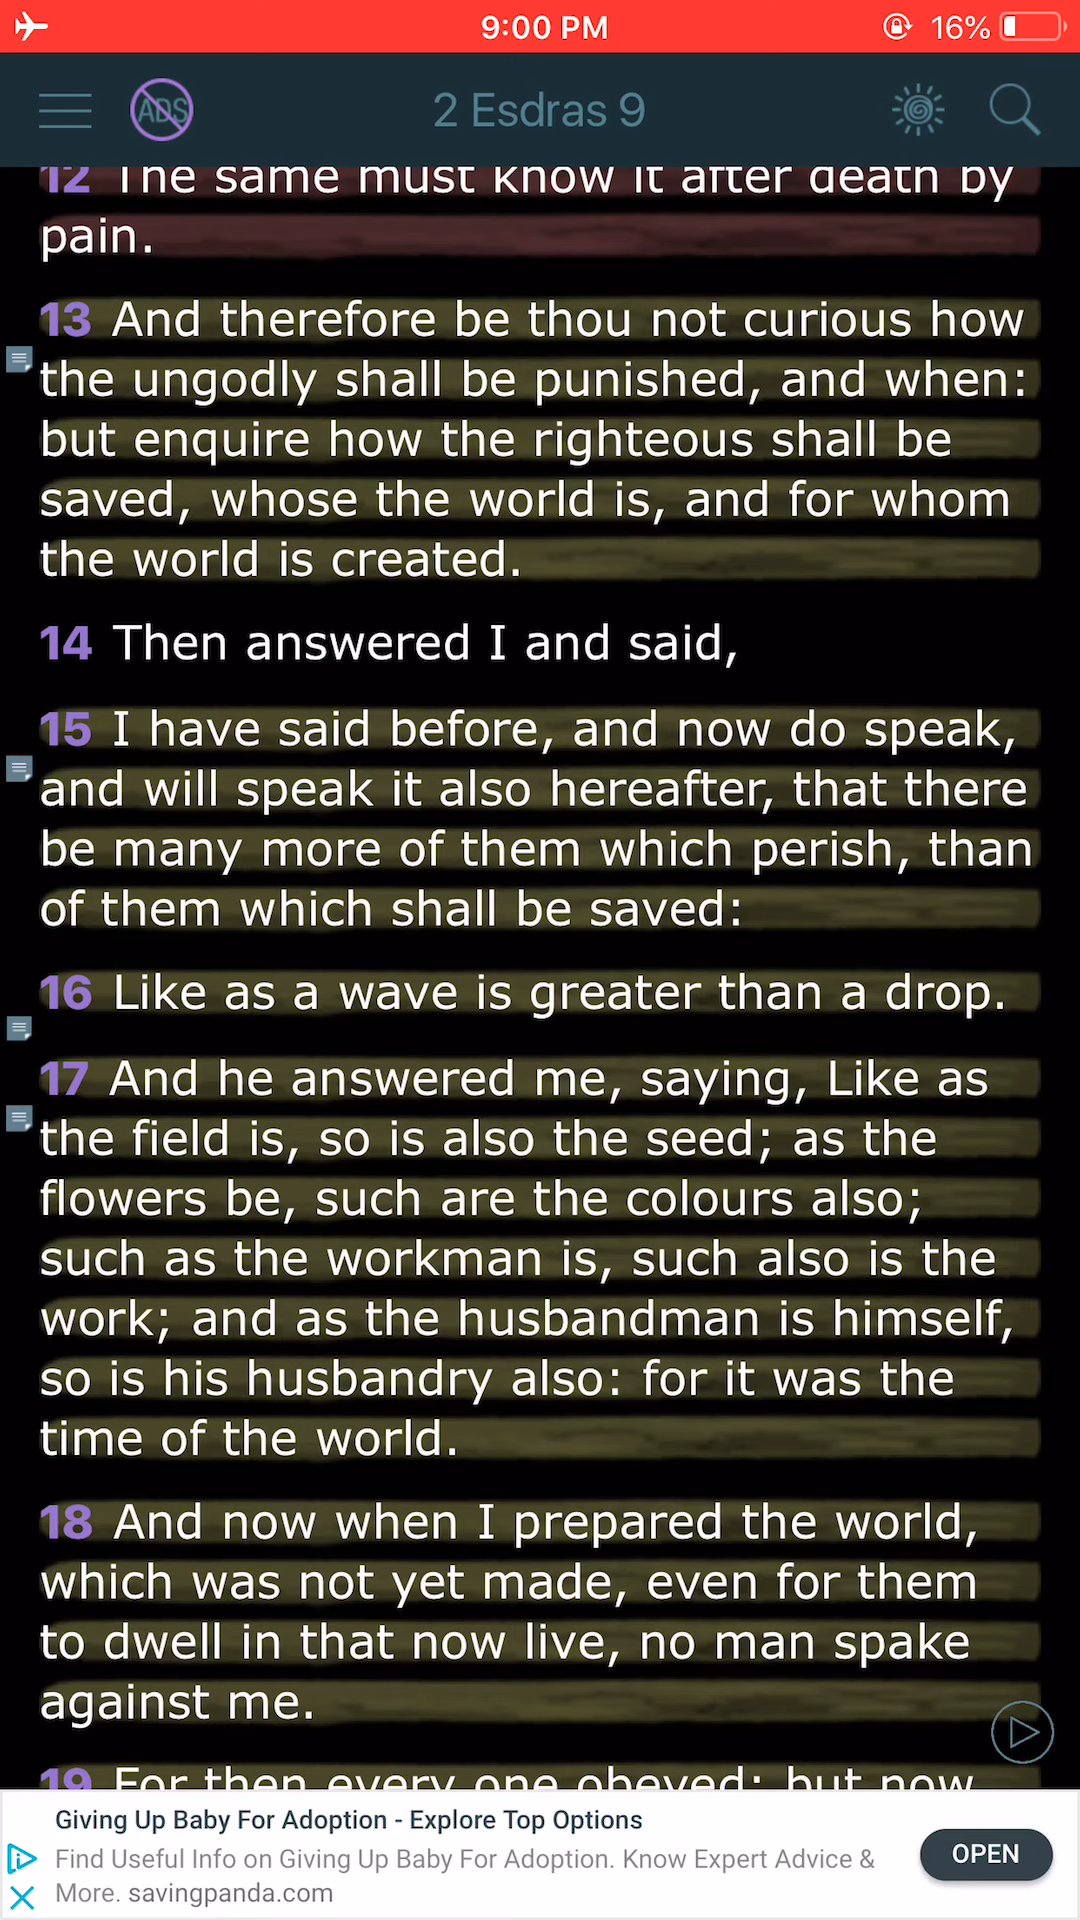 9:00 PM
16%
ADS
2 Esdras 9
12 The same must know it after death by
pain.
13 And therefore be thou not curious how
the ungodly shall be punished, and when:
but enquire how the righteous shall be
saved, whose the world is, and for whom
the world is created.
14 Then answered I and said,
15 I have said before, and now do speak,
and will speak it also hereafter, that there
be many more of them which perish, than
of them which shall be saved:
16 Like as a wave is greater than a drop.
17 And he answered me, saying, Like as
the field is, so is also the seed; as the
flowers be, such are the colours also;
such as the workman is, such also is the
work; and as the husbandman is himself,
so is his husbandry also: for it was the
time of the world.
18 And now when I prepared the world,
which was not yet made, even for them
to dwell in that now live, no man spake
against me.
19 For then every one obeyed: but now
Giving Up Baby For Adoption - Explore Top Options
Find Useful Info on Giving Up Baby For Adoption. Know Expert Advice &
More. savingpanda.com
OPEN